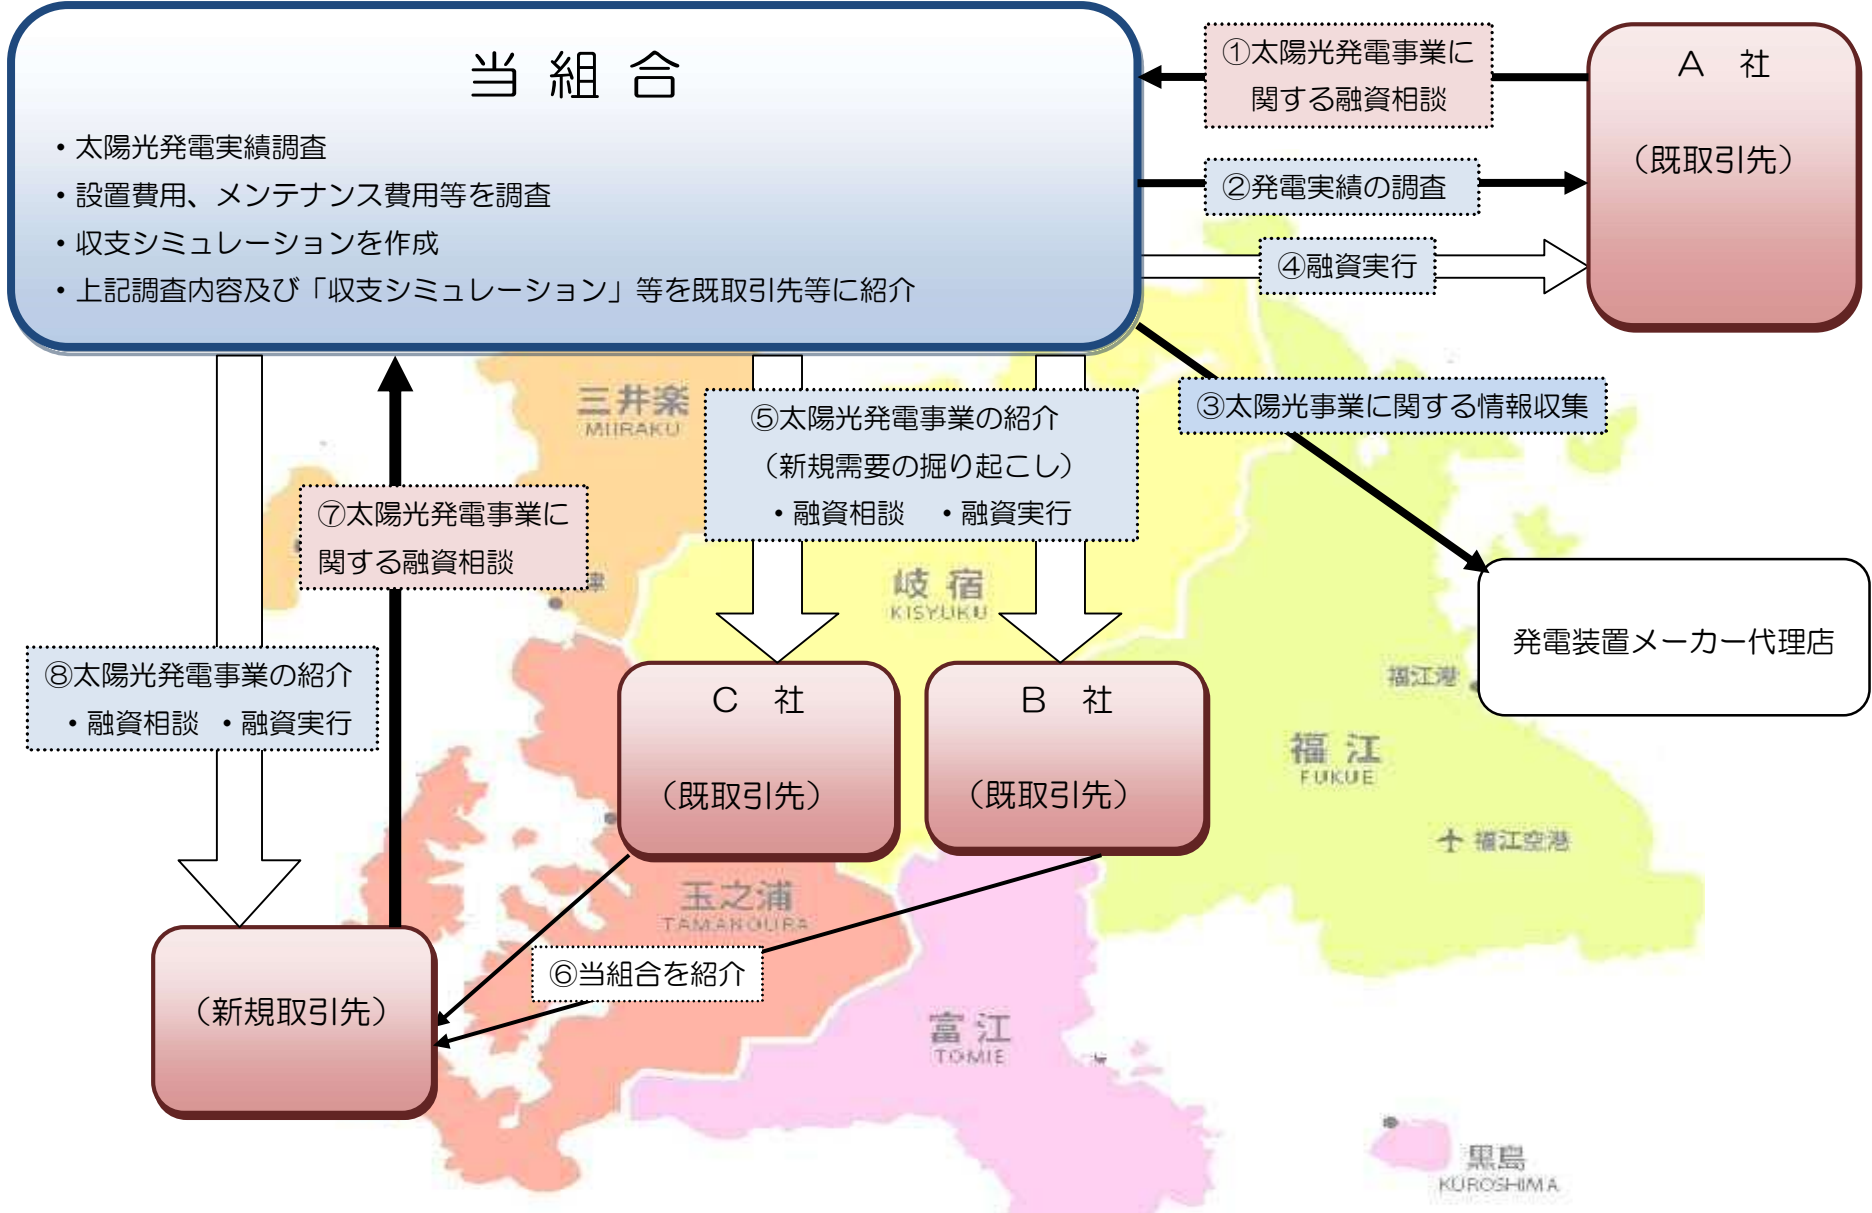 当 組 合
・太陽光発電実績調査
・設置費用、メンテナンス費用等を調査
・収支シミュレーションを作成
・上記調査内容及び「収支シミュレーション」等を既取引先等に紹介
①太陽光発電事業に
関する融資相談
②発電実績の調査
④融資実行
A 社
（既取引先）
③太陽光事業に関する情報収集
発電装置メーカー代理店
⑤太陽光発電事業の紹介
（新規需要の掘り起こし）
・融資相談 ・融資実行
⑦太陽光発電事業に
関する融資相談
⑧太陽光発電事業の紹介
・融資相談 ・融資実行
C 社
（既取引先）
B 社
（既取引先）
⑥当組合を紹介
（新規取引先）
三井楽
MIIRAKU
岐宿
KISYUKU
福江港
福江
FUKUE
福江空港
玉之浦
TAMANOURA
富江
TOMIE
黒島
KUROSHIMA